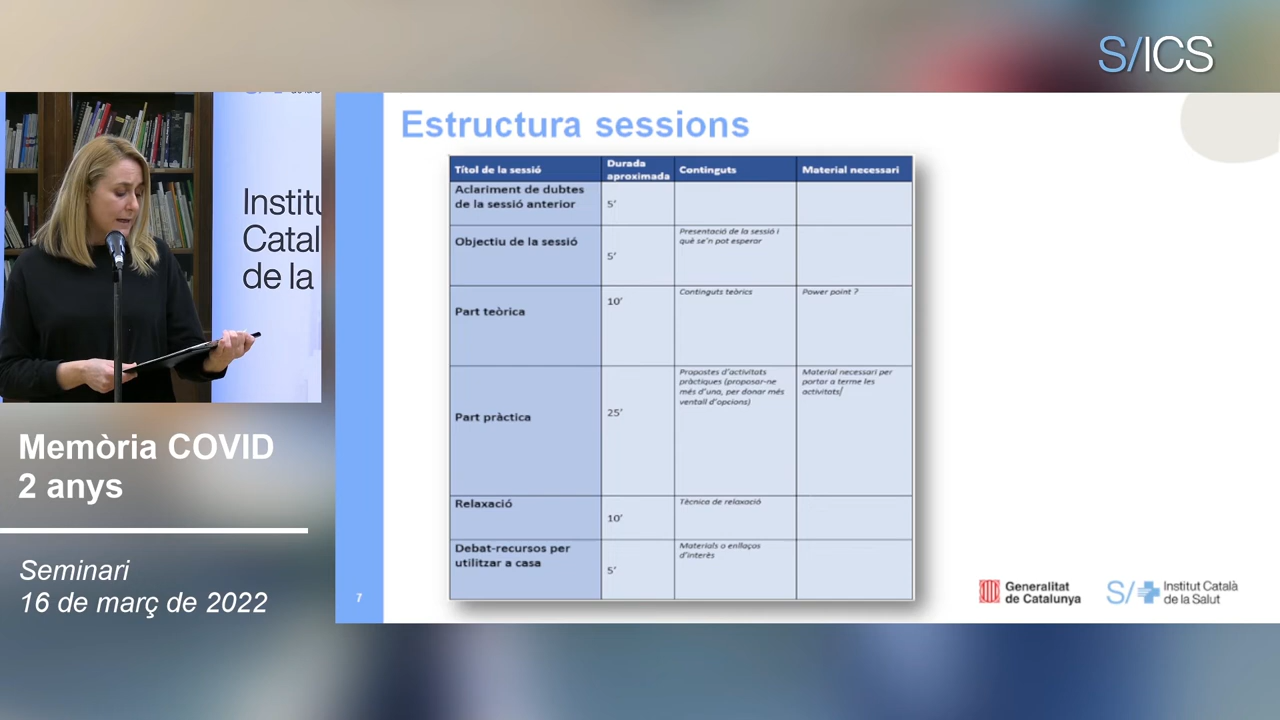 S/ICS
Institu
Catal
de la
Memòria COVID
2 anys
Seminari
16 de març de 2022
Estructura sessions
Títol de la sessió
Durada
aproximada
Continguts
Material necessari
Aclariment de dubtes
de la sessió anterior
5'
Objectiu de la sessió
5'
Presentació de la sessió i
què se'n pot esperar
Part teòrica
10'
Continguts teòrics
Power point ?
Part pràctica
25'
Propostes d'activitats
pràctiques (proposar-ne
més d'una, per donar més
ventall d'opcions)
Material necessari per
portar a terme les
activitats/
Relaxació
10'
Tècnica de relaxació
Debat-recursos per
utilitzar a casa
5'
Materials o enllaços
d'interès
7
Generalitat
de Catalunya
S/
Institut Català
de la Salut